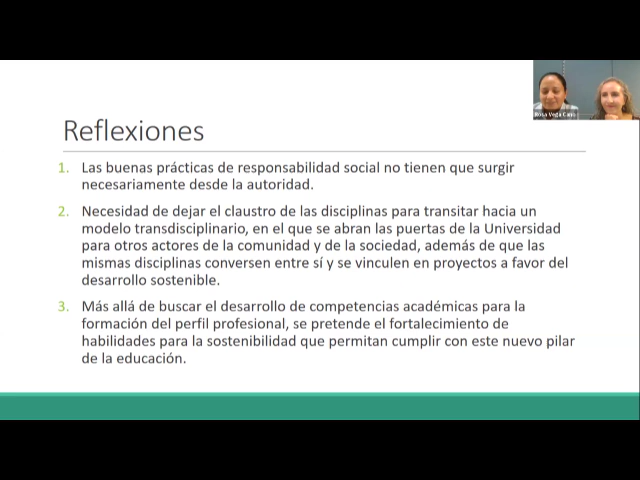 Rosa Vega Cano
Reflexiones
1. Las buenas prácticas de responsabilidad social no tienen que surgir
necesariamente desde la autoridad.
2. Necesidad de dejar el claustro de las disciplinas para transitar hacia un
modelo transdisciplinario, en el que se abran las puertas de la Universidad
para otros actores de la comunidad y de la sociedad, además de que las
mismas disciplinas conversen entre sí y se vinculen en proyectos a favor del
desarrollo sostenible.
3. Más allá de buscar el desarrollo de competencias académicas para la
formación del perfil profesional, se pretende el fortalecimiento de
habilidades para la sostenibilidad que permitan cumplir con este nuevo pilar
de la educación.